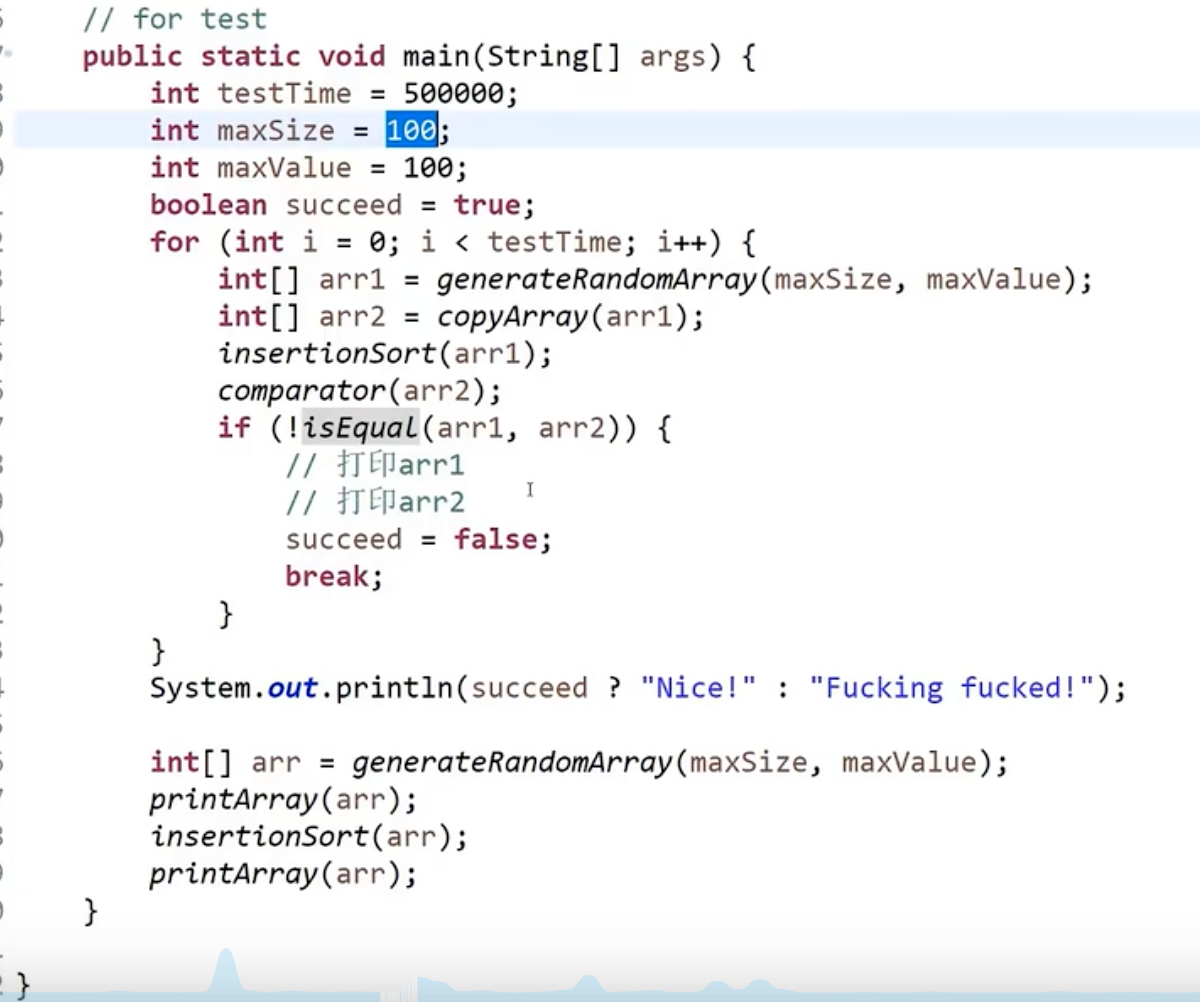 // for test
public static void main(String[] args) {
int testTime = 500000;
int maxSize = 100;
int maxValue = 100;
boolean succeed = true;
for (int i = 0; i < testTime; i++) {
int[] arr1 = generateRandomArray(maxSize, maxValue);
int[] arr2 = copyArray(arr1);
insertionSort(arr1);
comparator(arr2);
if (!isEqual(arr1, arr2)) {
// 打印arr1
// 打印arr2
succeed = false;
break;
}
}
System.out.println(succeed ? "Nice!" : "Fucking fucked!");
int[] arr = generateRandomArray(maxSize, maxValue);
printArray(arr);
insertionSort(arr);
printArray(arr);
}
}